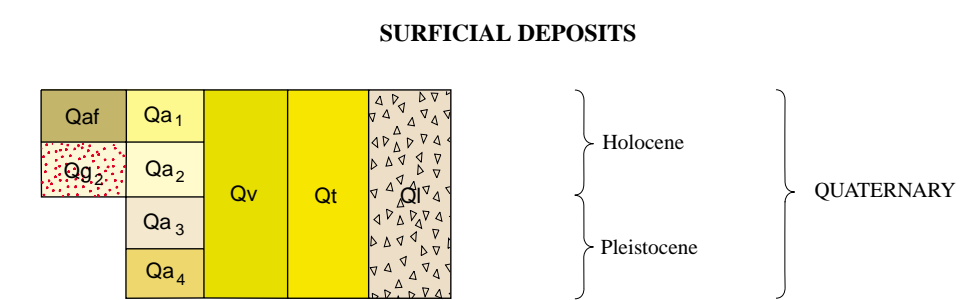 SURFICIAL DEPOSITS
Qaf
Qa1
Qg2
Qa2
Qa3
Qa4
Qv
Qt
Ql
Holocene
Pleistocene
QUATERNARY